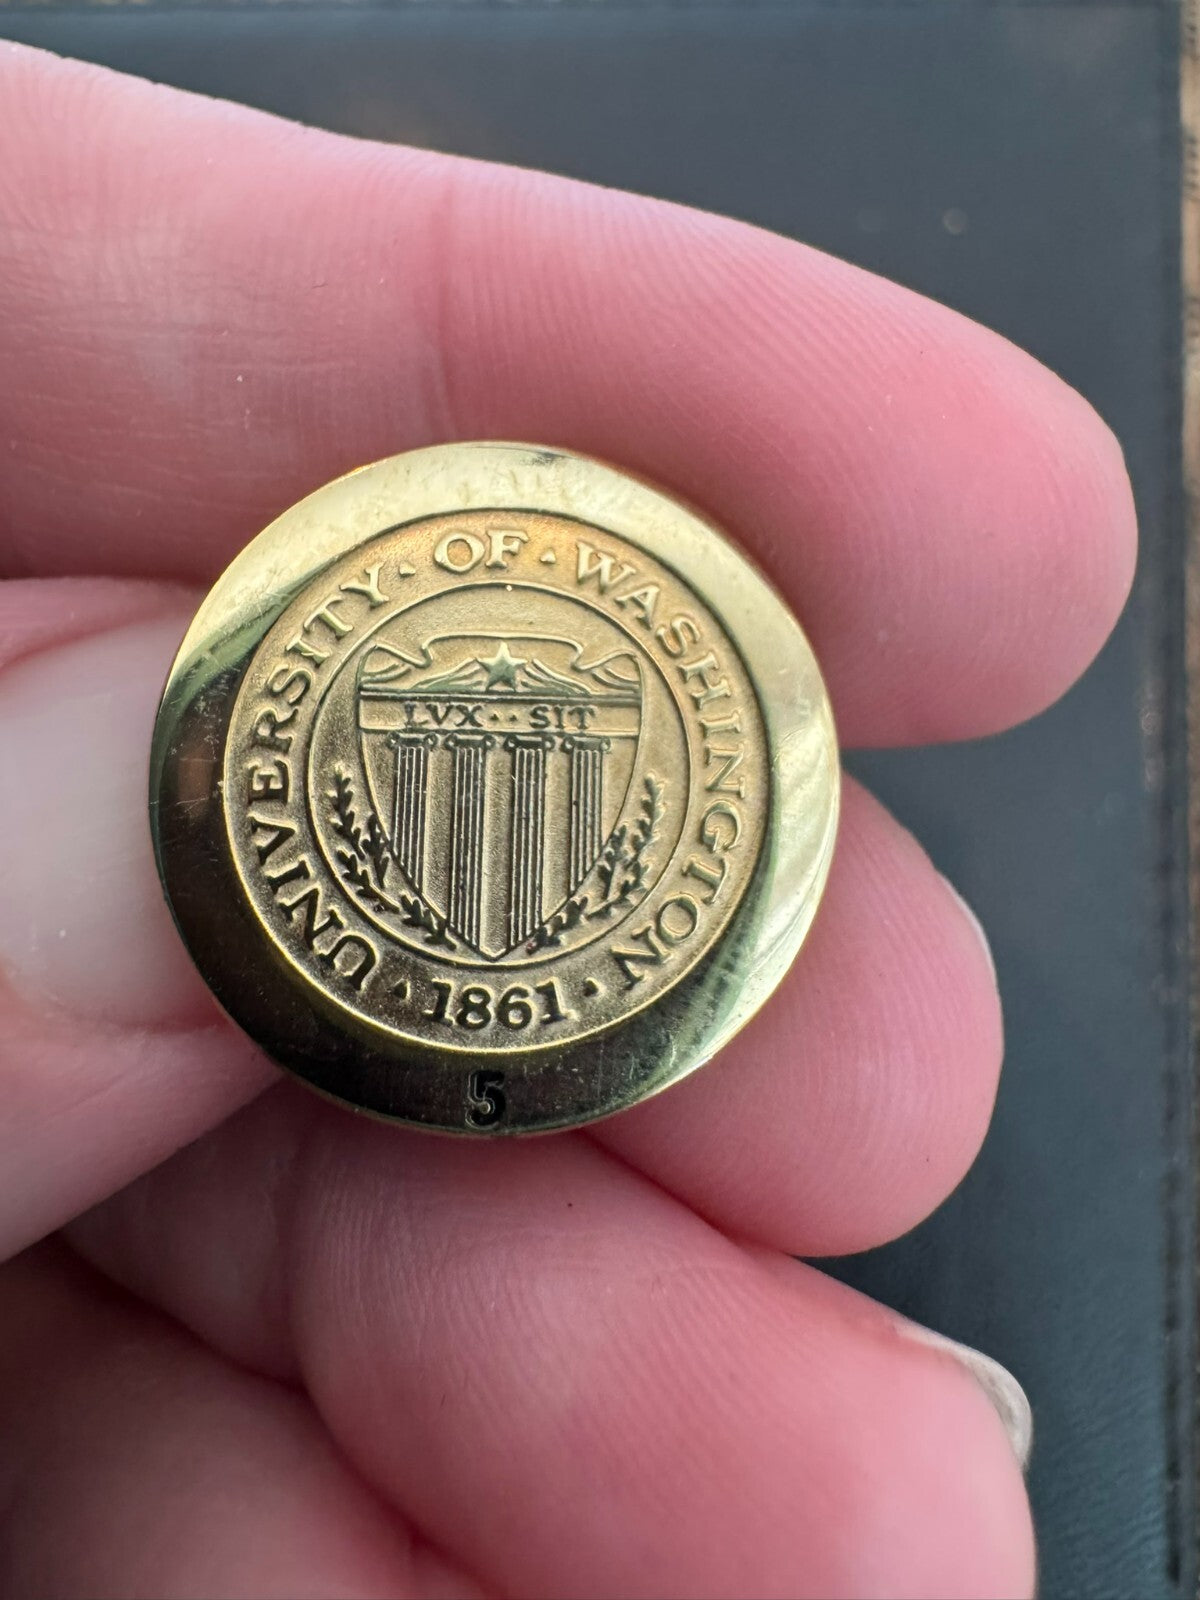 UNIVERSITY · OF · WASHINGTON
LVX · · SIT
· 1861 ·
5